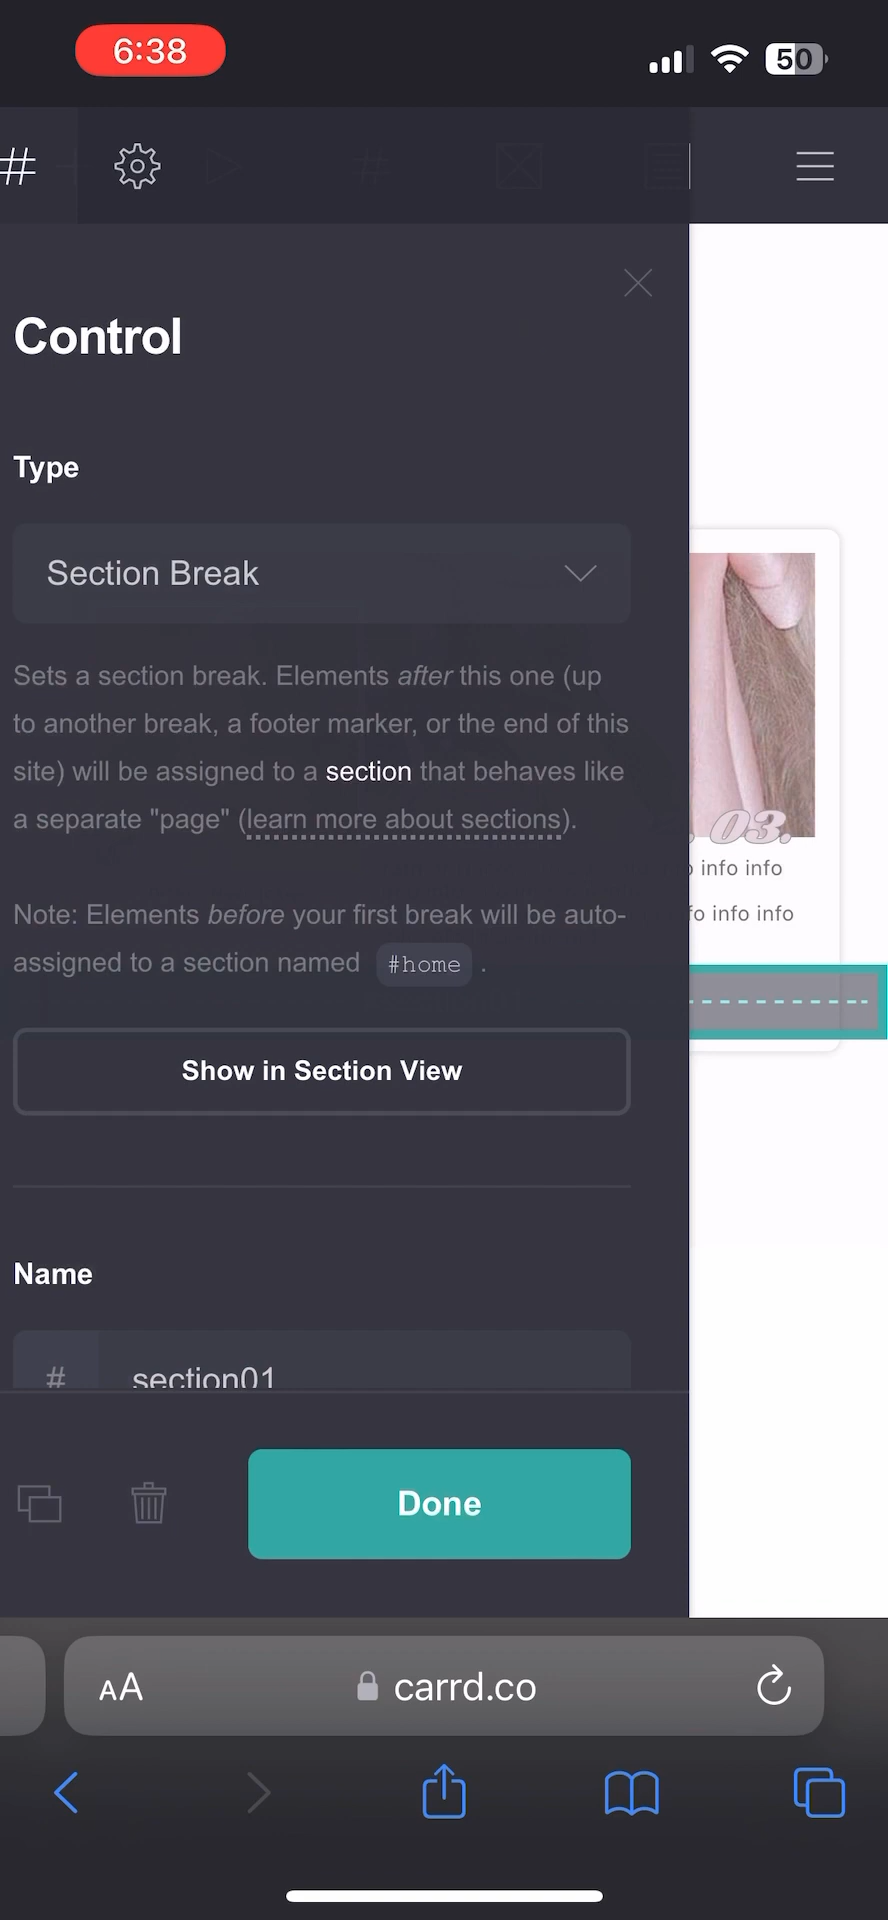 6:38
50
#
Control
Type
Section Break
Sets a section break. Elements after this one (up
to another break, a footer marker, or the end of this
site) will be assigned to a section that behaves like
a separate "page" (learn more about sections).
03.
info info
info info
Note: Elements before your first break will be auto-
assigned to a section named #home .
Show in Section View
Name
# section01
Done
AA carrd.co